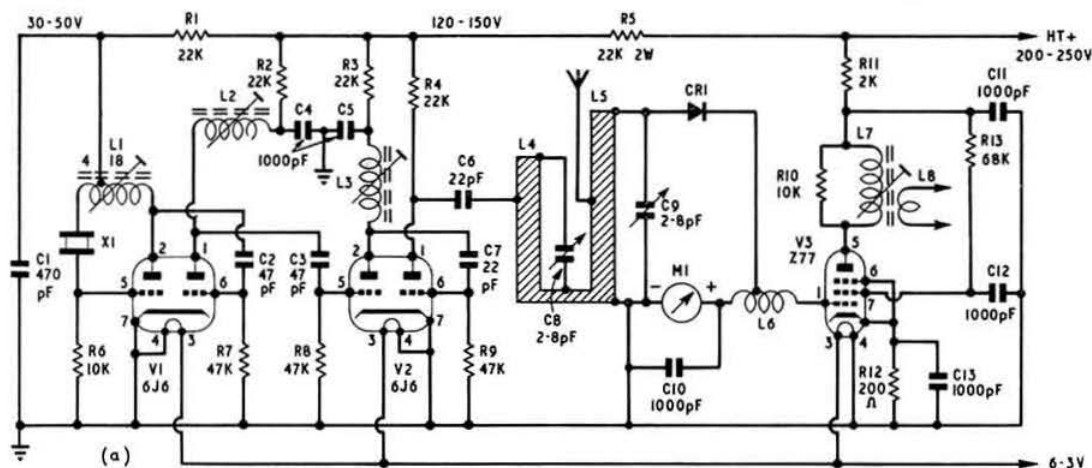 30-50V
R1
22K
120-150V
R5
22K 2W
HT+
200-250V
R2
22K
R3
22K
R4
22K
R11
2K
C11
1000pF
L2
C4
C5
1000pF
L5
CR1
L1
4 18
L3
C6
22pF
L4
L7
R13
68K
L8
R10
10K
X1
C9
2-8pF
C1
470
pF
2
1
C2
47
pF
C3
47
pF
2
1
C7
22
pF
C8
2-8pF
M1
- +
V3
Z77
5
6
7
1
3 4
C12
1000pF
5
6
7
4
3
5
6
7
3
4
L6
R6
10K
V1
6J6
R7
47K
R8
47K
V2
6J6
R9
47K
C10
1000pF
R12
200
Ω
C13
1000pF
(a)
6-3V